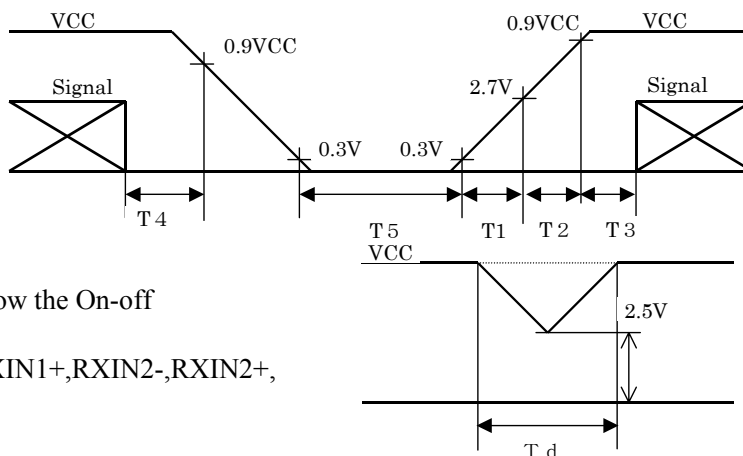 VCC
0.9VCC
0.9VCC
VCC
Signal
2.7V
Signal
0.3V
0.3V
T4
T5
T1
T2
T3
VCC
ow the On-off
2.5V
XIN1+,RXIN2-,RXIN2+,
Td